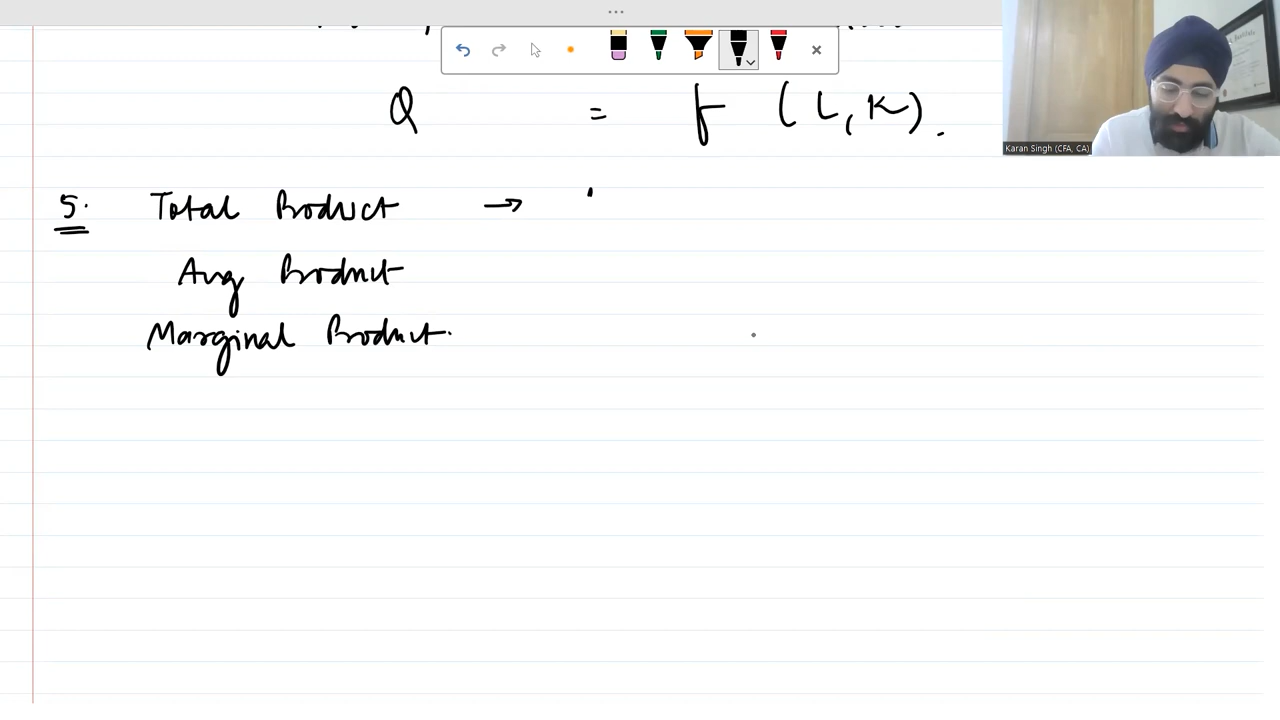 Q = f (L, K).
5. Total Product →
Avg Product
Marginal Product.
Karan Singh (CFA, CA)